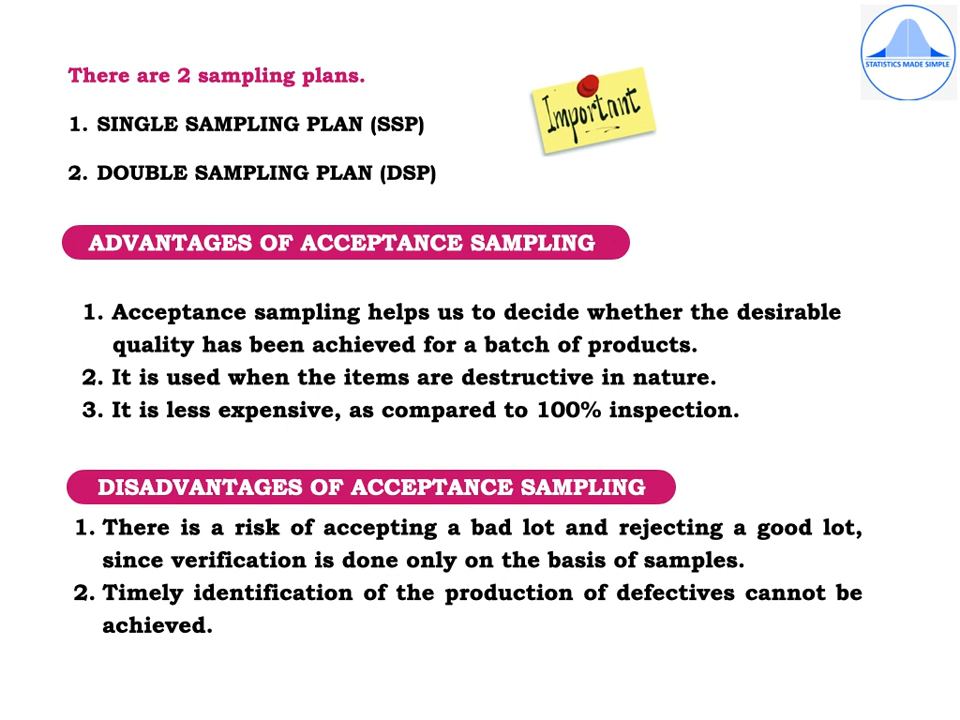 STATISTICS MADE SIMPLE
There are 2 sampling plans.
Important
1. SINGLE SAMPLING PLAN (SSP)
2. DOUBLE SAMPLING PLAN (DSP)
ADVANTAGES OF ACCEPTANCE SAMPLING
1. Acceptance sampling helps us to decide whether the desirable
quality has been achieved for a batch of products.
2. It is used when the items are destructive in nature.
3. It is less expensive, as compared to 100% inspection.
DISADVANTAGES OF ACCEPTANCE SAMPLING
1. There is a risk of accepting a bad lot and rejecting a good lot,
since verification is done only on the basis of samples.
2. Timely identification of the production of defectives cannot be
achieved.